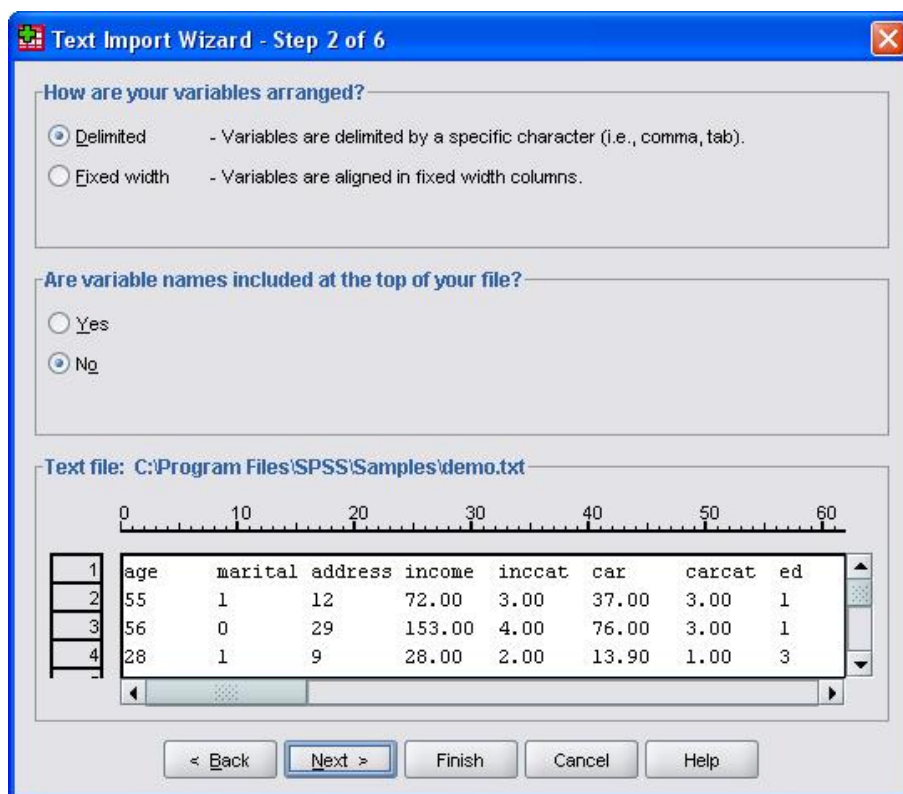 Text Import Wizard - Step 2 of 6
How are your variables arranged?
Delimited - Variables are delimited by a specific character (i.e., comma, tab).
Fixed width - Variables are aligned in fixed width columns.
Are variable names included at the top of your file?
Yes
No
Text file: C:\Program Files\SPSS\Samples\demo.txt
0 10 20 30 40 50 60
1 age marital address income inccat car carcat ed
2 55 1 12 72.00 3.00 37.00 3.00 1
3 56 0 29 153.00 4.00 76.00 3.00 1
4 28 1 9 28.00 2.00 13.90 1.00 3
< Back Next > Finish Cancel Help